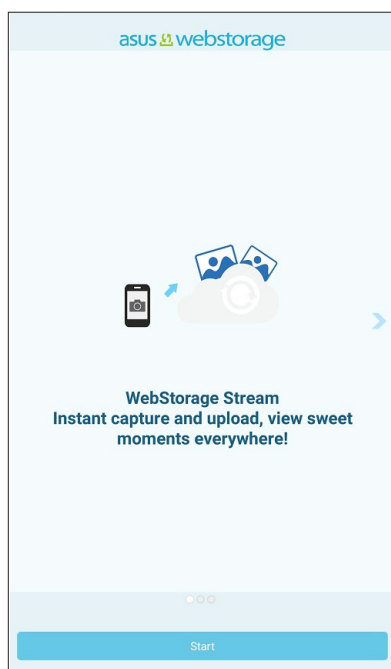 asus webstorage
WebStorage Stream
Instant capture and upload, view sweet
moments everywhere!
Start